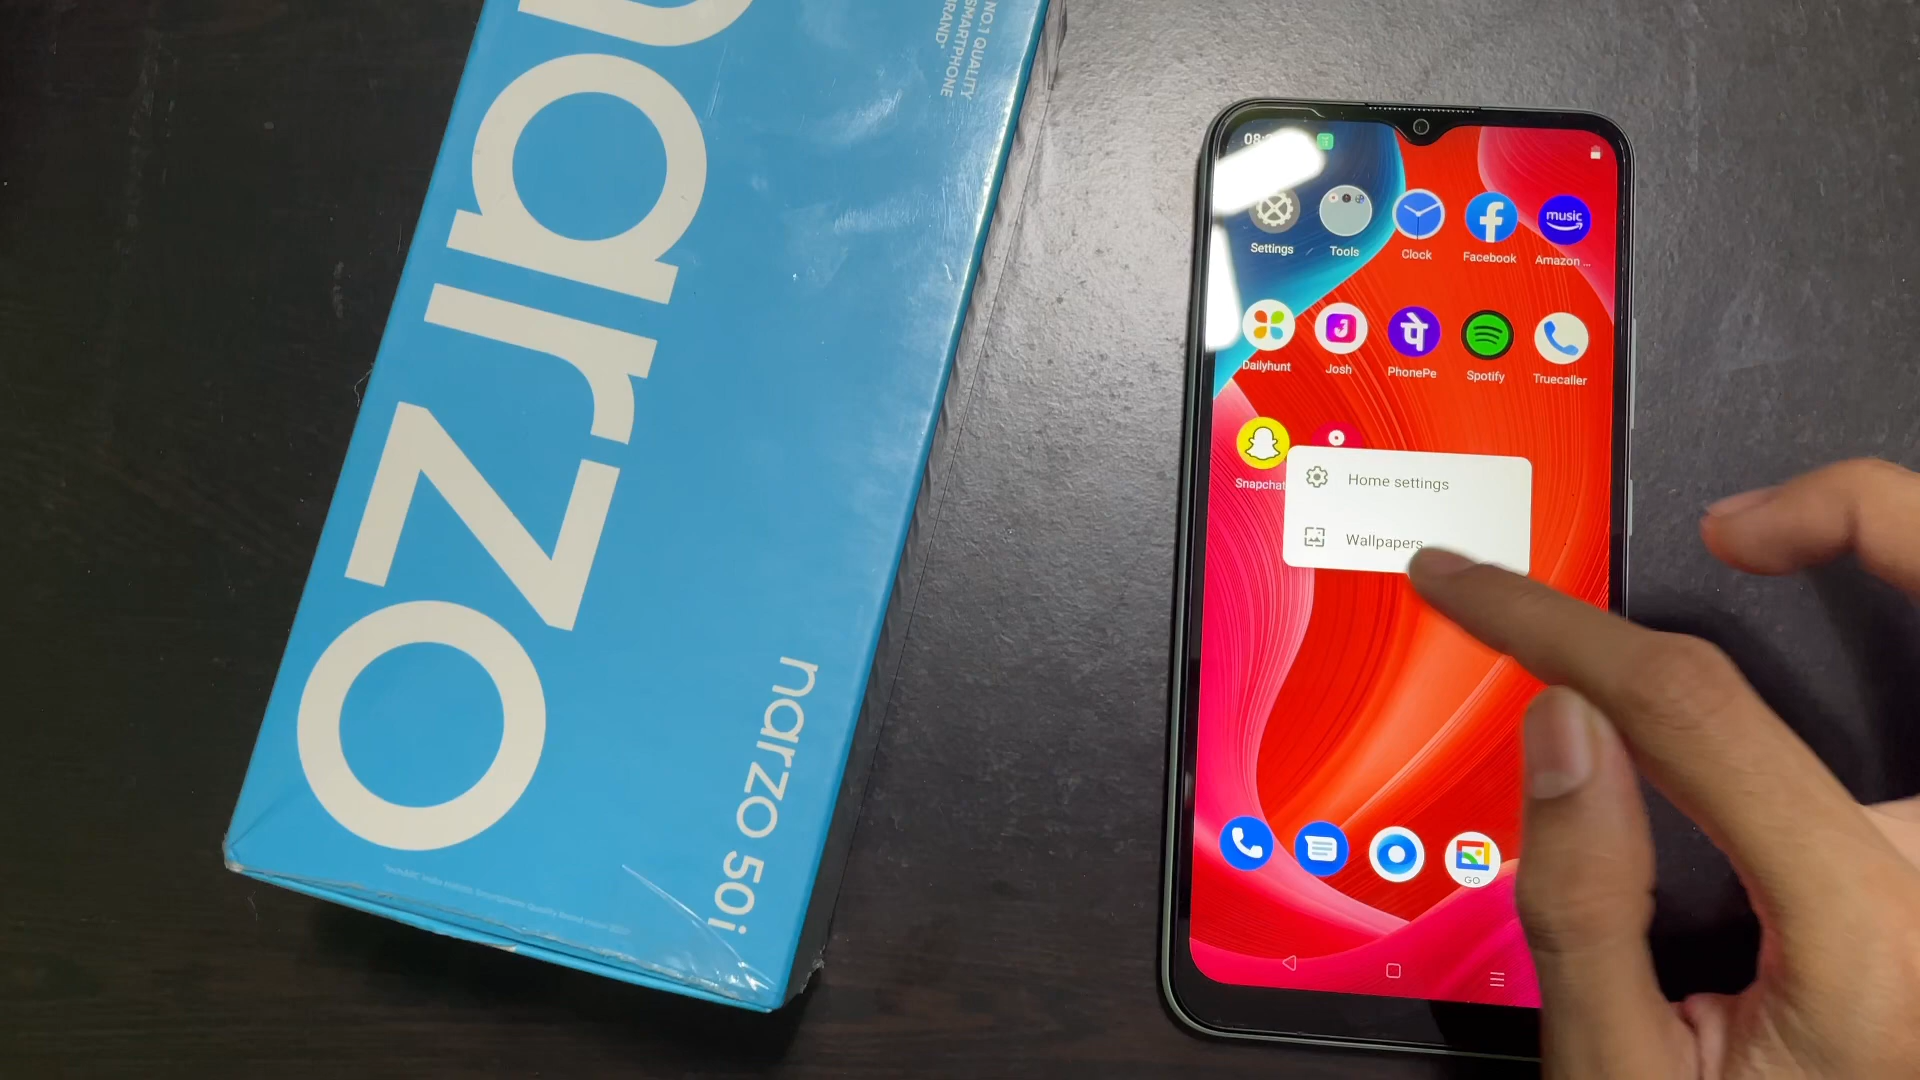 narzo
NO.1 QUALITY
SMARTPHONE
BRAND*
narzo 50i
Settings
Tools
Clock
Facebook
music
Amazon ...
Dailyhunt
Josh
PhonePe
Spotify
Truecaller
Snapchat
Home settings
Wallpapers
GO